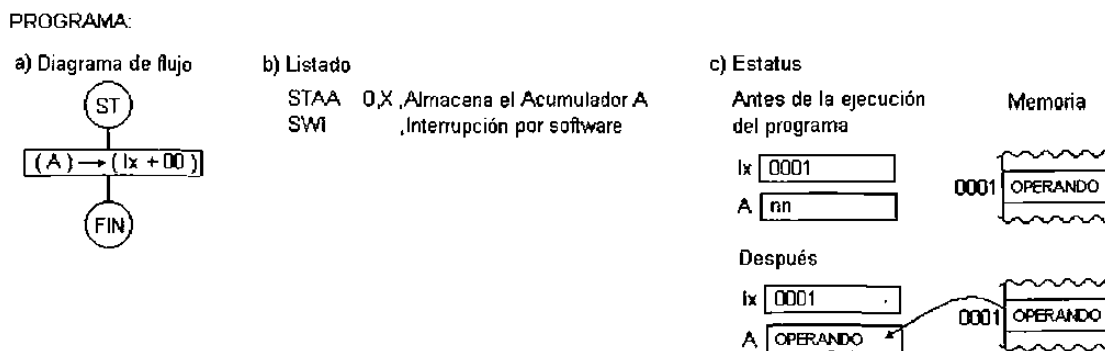 PROGRAMA:
a) Diagrama de flujo
ST
( A ) → ( Ix + 00 )
FIN
b) Listado
STAA 0,X ,Almacena el Acumulador A
SWI ,Interrupción por software
c) Estatus
Antes de la ejecución
del programa
Memoria
Ix 0001
A nn
0001 OPERANDO
Después
Ix 0001
A OPERANDO
0001 OPERANDO